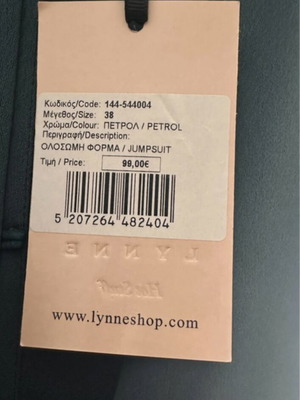 Κωδικός/Code: 144-544004
Μέγεθος/Size: 38
Χρώμα/Colour: ΠΕΤΡΟΛ / PETROL
Περιγραφή/Description:
ΟΛΟΣΩΜΗ ΦΟΡΜΑ / JUMPSUIT
Τιμή / Price: 99,00€
5 207264 482404
LYNNE
www.lynneshop.com